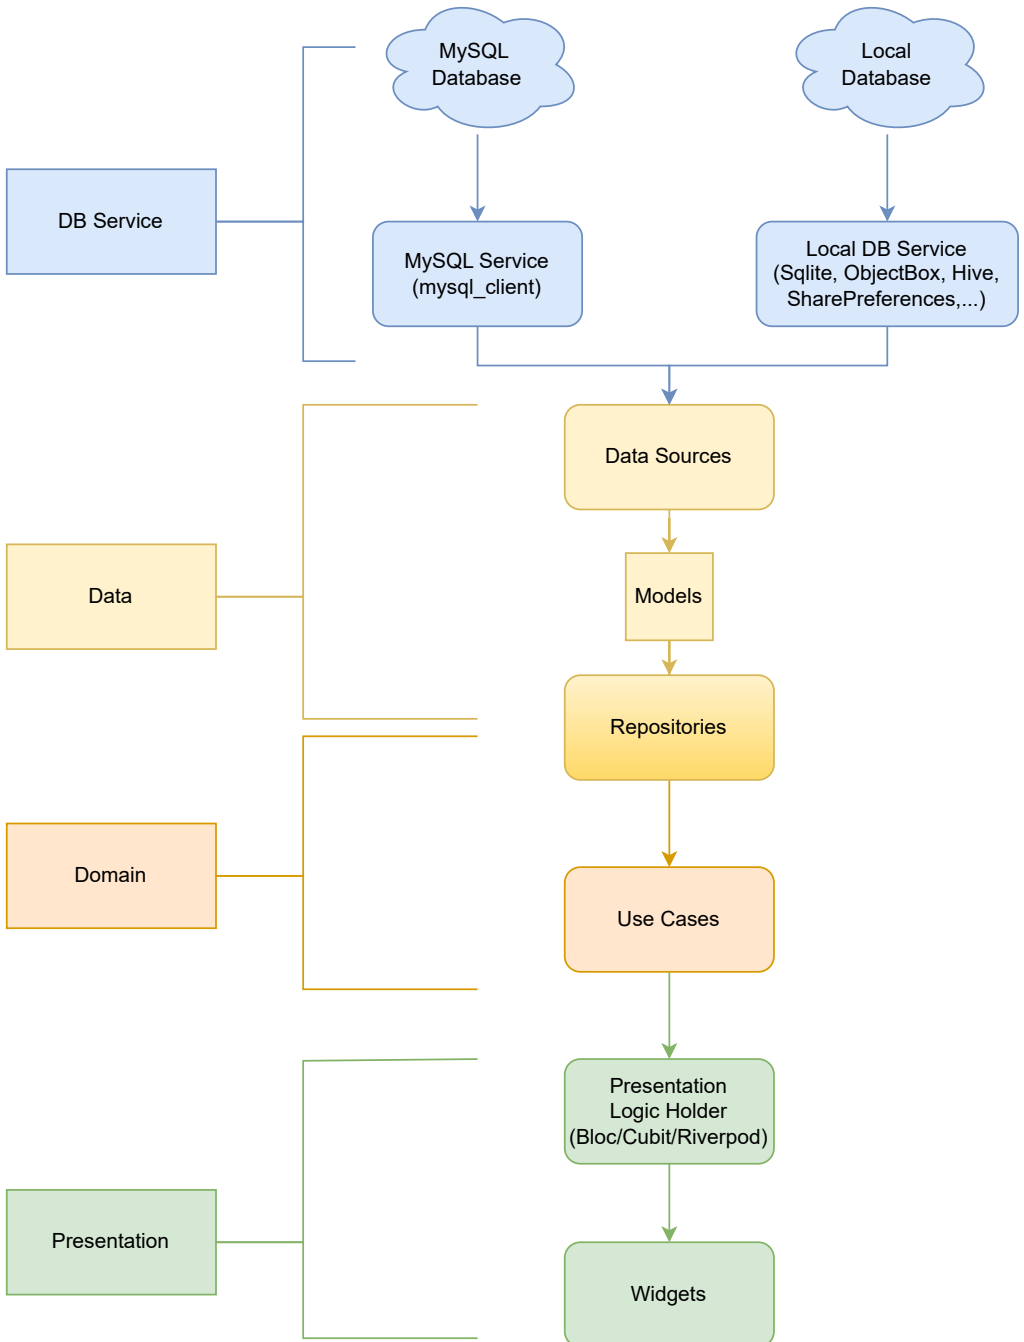 MySQL
Database
Local
Database
DB Service
MySQL Service
(mysql_client)
Local DB Service
(Sqlite, ObjectBox, Hive,
SharePreferences,...)
Data Sources
Data
Models
Repositories
Domain
Use Cases
Presentation
Logic Holder
(Bloc/Cubit/Riverpod)
Presentation
Widgets